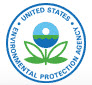 UNITED STATES
ENVIRONMENTAL PROTECTION AGENCY